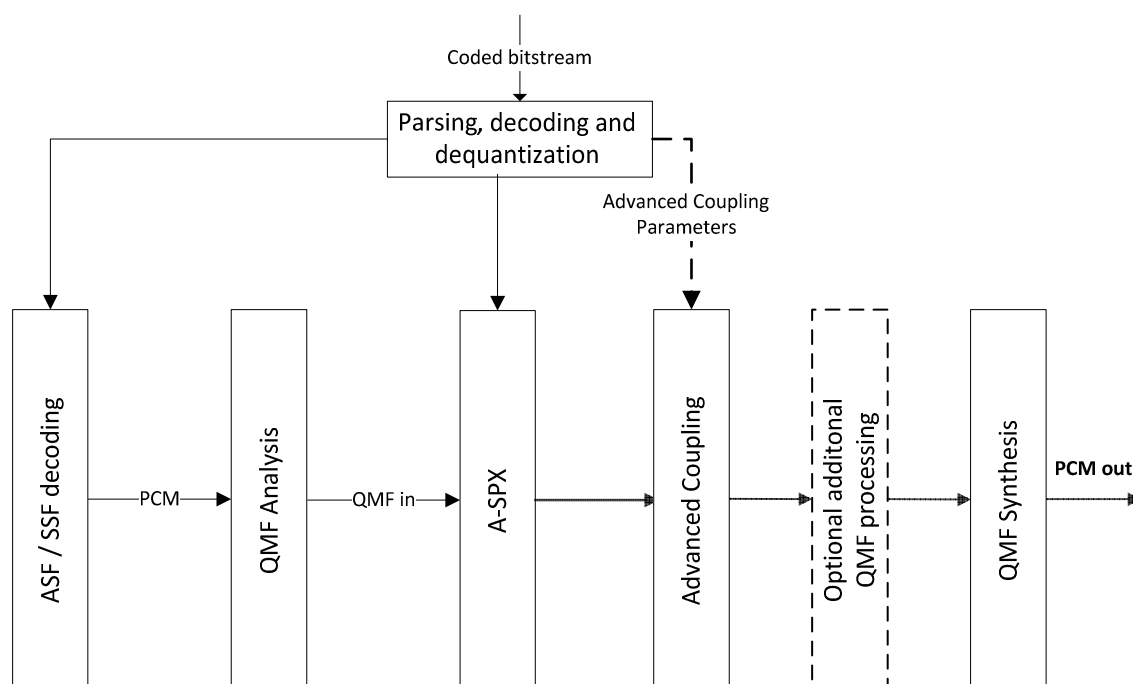 Coded bitstream
Parsing, decoding and
dequantization
Advanced Coupling
Parameters
ASF / SSF decoding
PCM
QMF Analysis
QMF in
A-SPX
Advanced Coupling
Optional additonal
QMF processing
QMF Synthesis
PCM out